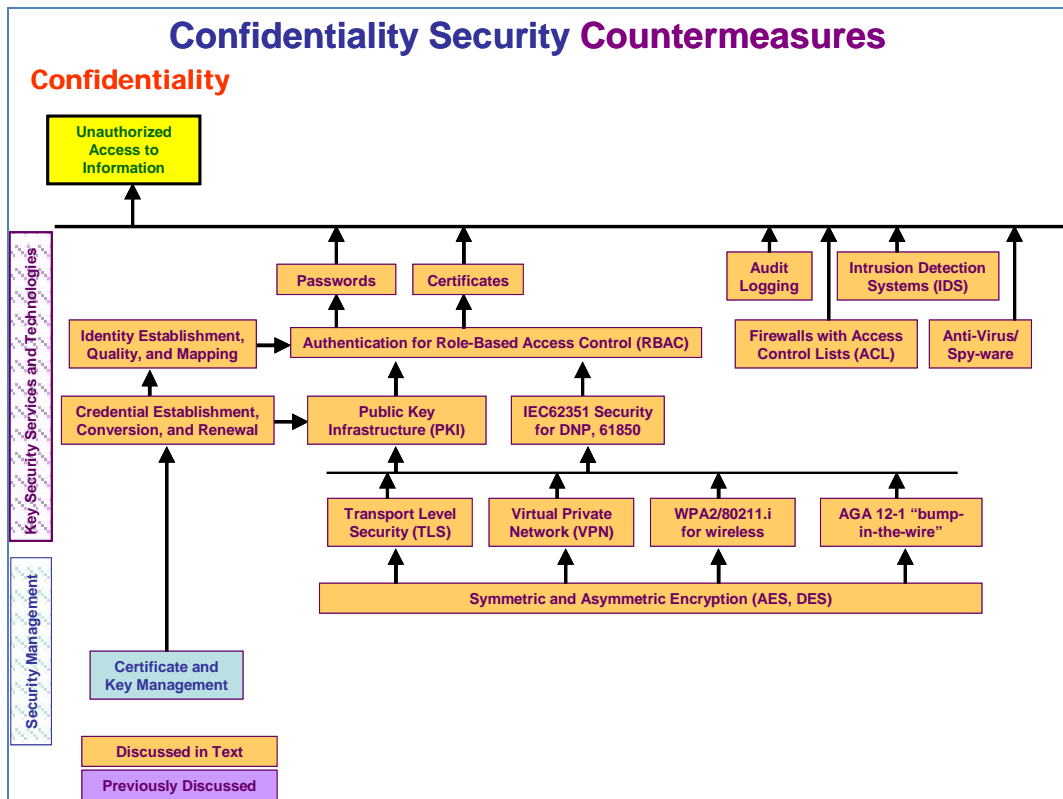 Confidentiality Security Countermeasures
Confidentiality
Unauthorized
Access to
Information
Key Security Services and Technologies
Passwords
Certificates
Audit
Logging
Intrusion Detection
Systems (IDS)
Identity Establishment,
Quality, and Mapping
Authentication for Role-Based Access Control (RBAC)
Firewalls with Access
Control Lists (ACL)
Anti-Virus/
Spy-ware
Credential Establishment,
Conversion, and Renewal
Public Key
Infrastructure (PKI)
IEC62351 Security
for DNP, 61850
Transport Level
Security (TLS)
Virtual Private
Network (VPN)
WPA2/80211.i
for wireless
AGA 12-1 “bump-
in-the-wire”
Symmetric and Asymmetric Encryption (AES, DES)
Security Management
Certificate and
Key Management
Discussed in Text
Previously Discussed